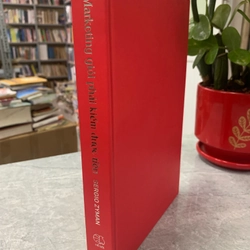 Marketing giỏi phải kiếm được tiền SERGIO ZYMAN